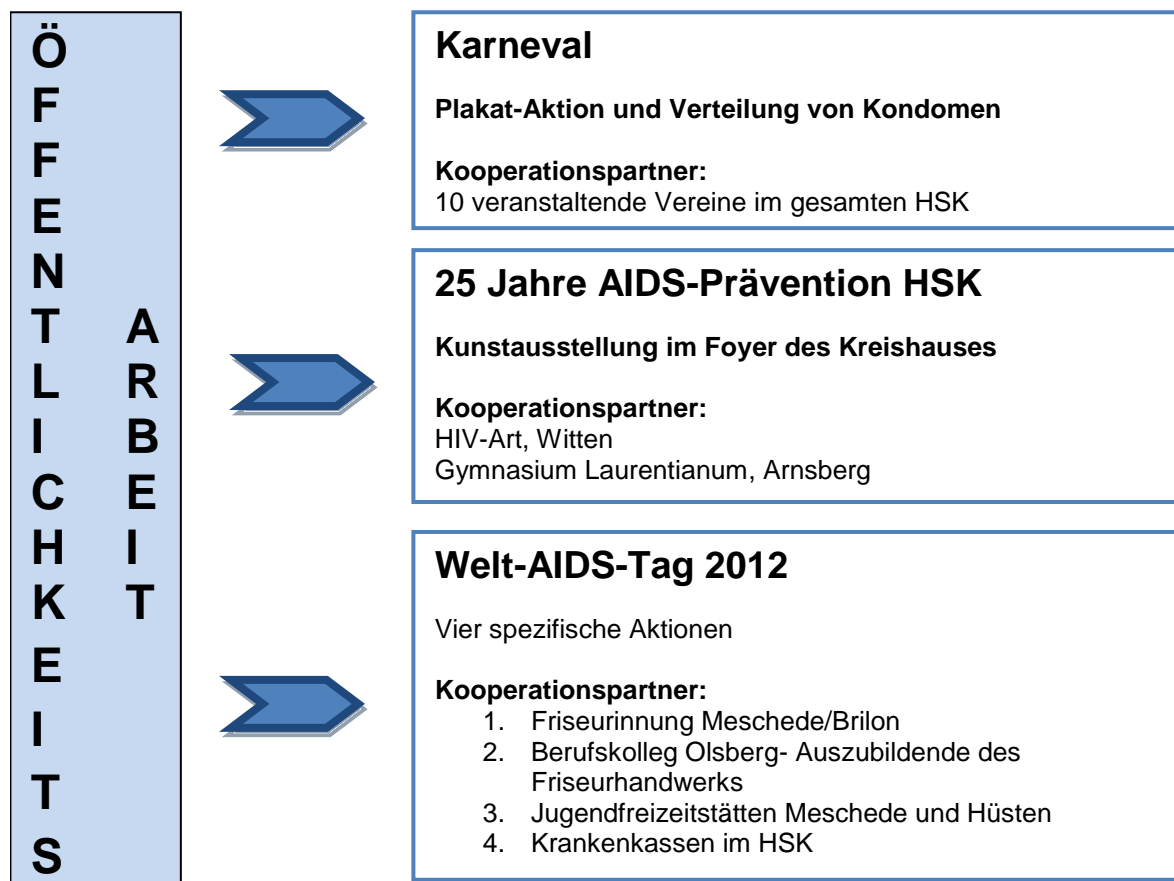 ÖFFENTLICHKEITS
ARBEIT
Karneval
Plakat-Aktion und Verteilung von Kondomen
Kooperationspartner:
10 veranstaltende Vereine im gesamten HSK
25 Jahre AIDS-Prävention HSK
Kunstausstellung im Foyer des Kreishauses
Kooperationspartner:
HIV-Art, Witten
Gymnasium Laurentianum, Arnsberg
Welt-AIDS-Tag 2012
Vier spezifische Aktionen
Kooperationspartner:
1. Friseurinnung Meschede/Brilon
2. Berufskolleg Olsberg- Auszubildende des
Friseurhandwerks
3. Jugendfreizeitstätten Meschede und Hüsten
4. Krankenkassen im HSK